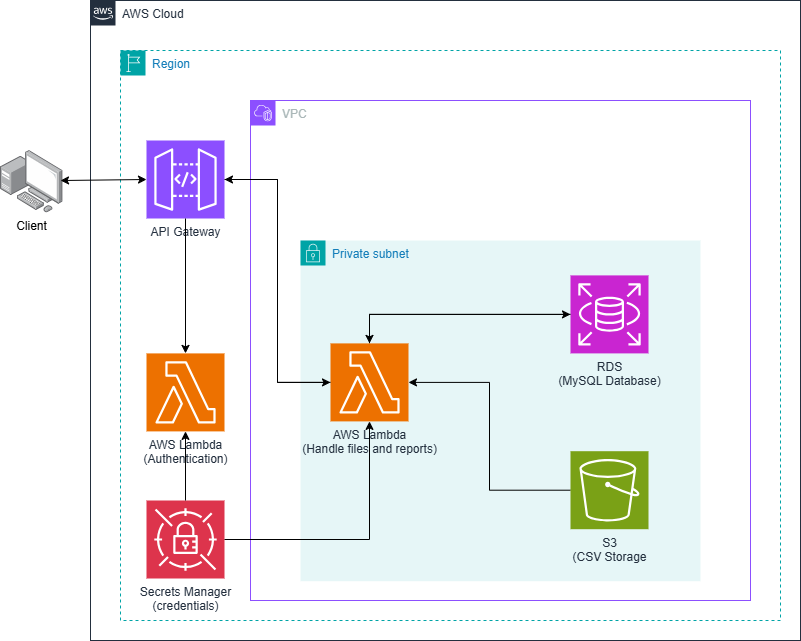 aws
AWS Cloud
Region
VPC
</>
Client
API Gateway
Private subnet
RDS
(MySQL Database)
AWS Lambda
(Handle files and reports)
AWS Lambda
(Authentication)
S3
(CSV Storage
Secrets Manager
(credentials)